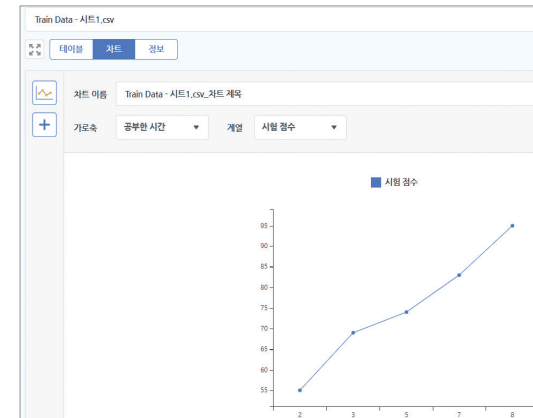 Train Data - 시트1.csv
테이블 차트 정보
차트 이름 Train Data - 시트1.csv_차트 제목
가로축 공부한 시간 ▼ 계열 시험 점수 ▼
시험 점수
95
90
85
80
75
70
65
60
55
2 3 5 7 8